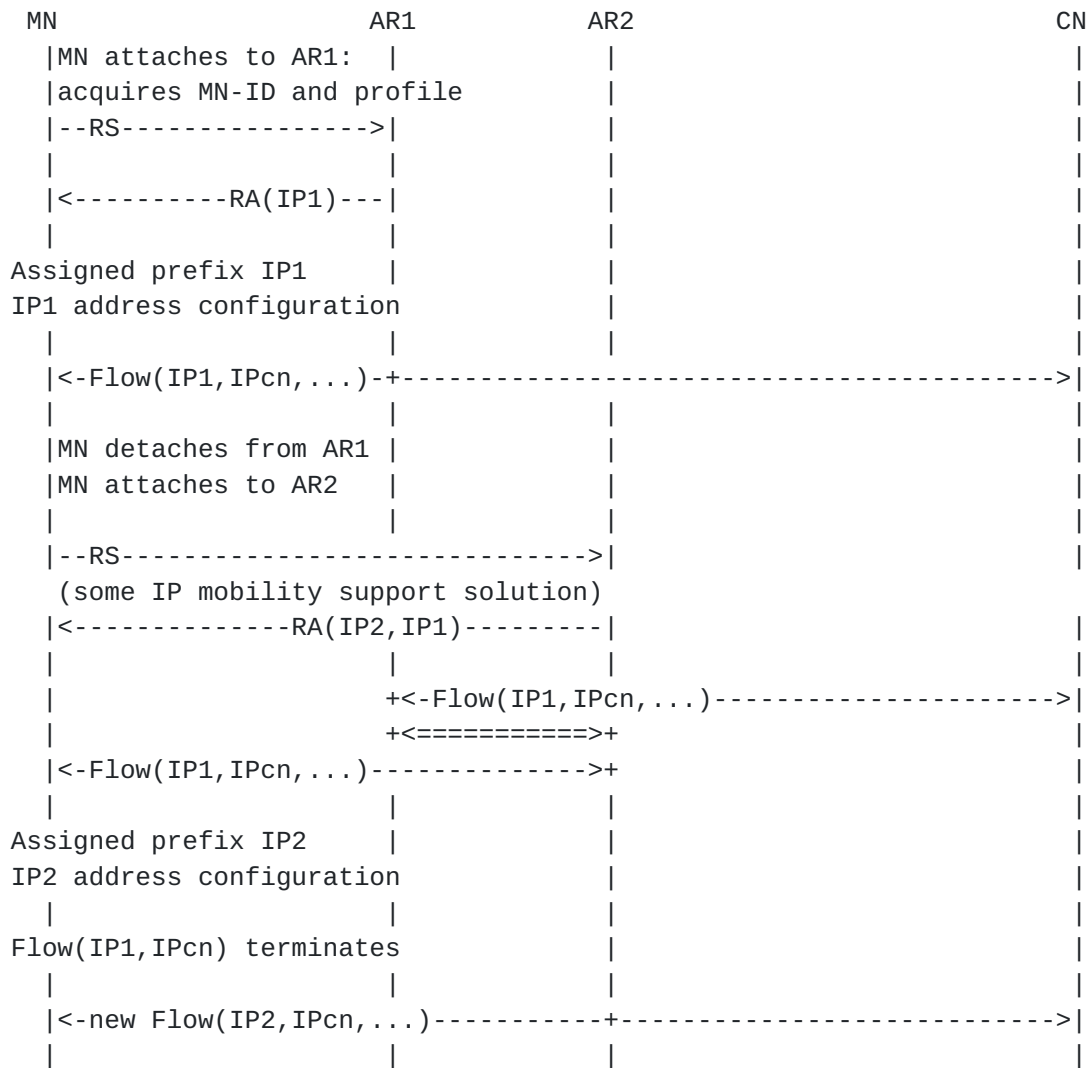 MN                     AR1           AR2                           CN
  |MN attaches to AR1:  |             |                             |
  |acquires MN-ID and profile         |                             |
  |--RS---------------->|             |                             |
  |                     |             |                             |
  |<----------RA(IP1)---|             |                             |
  |                     |             |                             |
Assigned prefix IP1     |             |                             |
IP1 address configuration             |                             |
  |                     |             |                             |
  |<-Flow(IP1,IPcn,...)-+------------------------------------------>|
  |                     |             |                             |
  |MN detaches from AR1 |             |                             |
  |MN attaches to AR2   |             |                             |
  |                     |             |                             |
  |--RS------------------------------>|                             |
   (some IP mobility support solution)
  |<--------------RA(IP2,IP1)---------|                             |
  |                     |             |                             |
  |                     +<-Flow(IP1,IPcn,...)---------------------->|
  |                     +<===========>+                             |
  |<-Flow(IP1,IPcn,...)-------------->+                             |
  |                     |             |                             |
Assigned prefix IP2     |             |                             |
IP2 address configuration             |                             |
  |                     |             |                             |
Flow(IP1,IPcn) terminates             |                             |
  |                     |             |                             |
  |<-new Flow(IP2,IPcn,...)-----------+---------------------------->|
  |                     |             |                             |